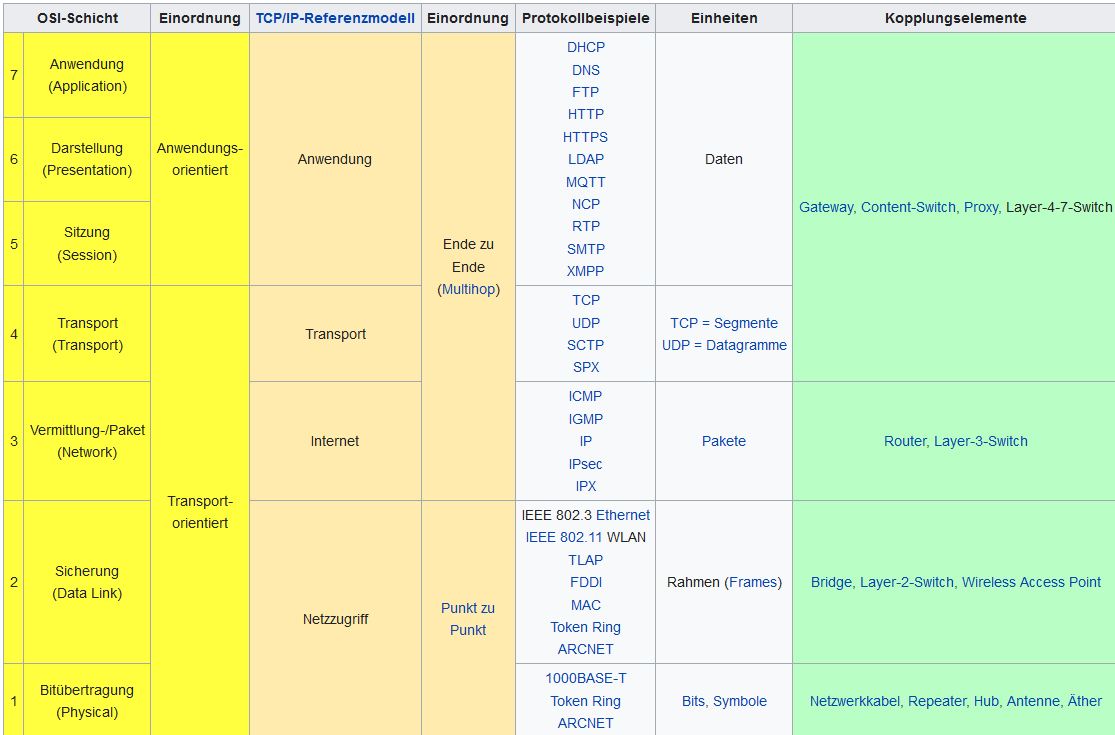 OSI-Schicht Einordnung TCP/IP-Referenzmodell Einordnung Protokollbeispiele Einheiten Kopplungselemente
7
Anwendung
(Application)
6
Darstellung
(Presentation)
5
Sitzung
(Session)
Anwendungs-
orientiert
Anwendung
Ende zu
Ende
(Multihop)
DHCP
DNS
FTP
HTTP
HTTPS
LDAP
MQTT
NCP
RTP
SMTP
XMPP
Daten
Gateway, Content-Switch, Proxy, Layer-4-7-Switch
4
Transport
(Transport)
Transport-
orientiert
Transport
TCP
UDP
SCTP
SPX
TCP = Segmente
UDP = Datagramme
3
Vermittlung-/Paket
(Network)
Internet
ICMP
IGMP
IP
IPsec
IPX
Pakete
Router, Layer-3-Switch
2
Sicherung
(Data Link)
Netzzugriff
Punkt zu
Punkt
IEEE 802.3 Ethernet
IEEE 802.11 WLAN
TLAP
FDDI
MAC
Token Ring
ARCNET
Rahmen (Frames)
Bridge, Layer-2-Switch, Wireless Access Point
1
Bitübertragung
(Physical)
1000BASE-T
Token Ring
ARCNET
Bits, Symbole
Netzwerkkabel, Repeater, Hub, Antenne, Äther